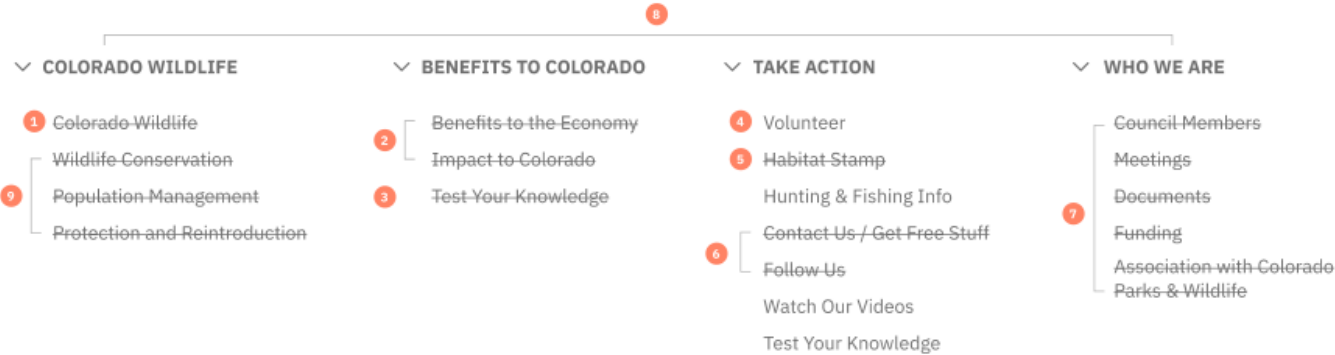 8
COLORADO WILDLIFE
1 Colorado Wildlife
Wildlife Conservation
9 Population Management
Protection and Reintroduction
BENEFITS TO COLORADO
Benefits to the Economy
2
Impact to Colorado
3 Test Your Knowledge
TAKE ACTION
4 Volunteer
5 Habitat Stamp
Hunting & Fishing Info
Contact Us / Get Free Stuff
6
Follow Us
Watch Our Videos
Test Your Knowledge
WHO WE ARE
Council Members
Meetings
Documents
7
Funding
Association with Colorado
Parks & Wildlife